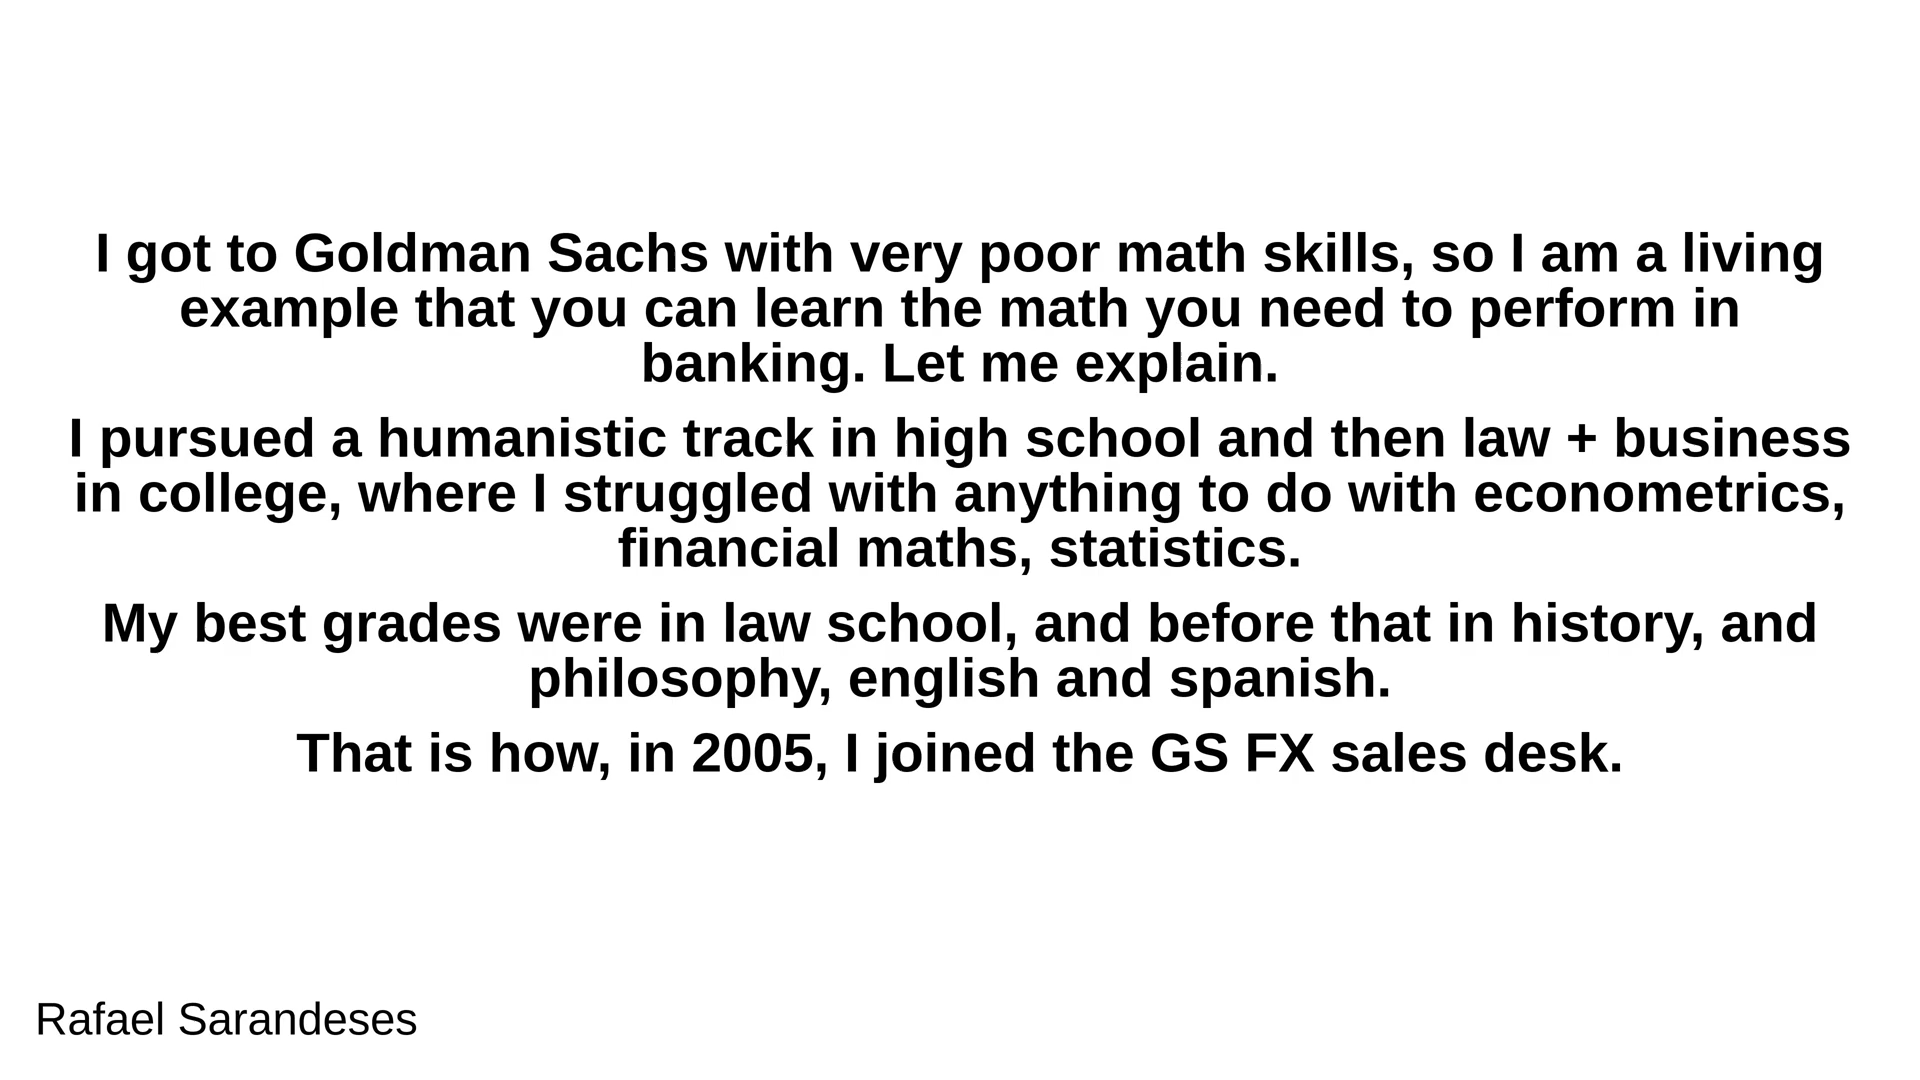 I got to Goldman Sachs with very poor math skills, so I am a living
example that you can learn the math you need to perform in
banking. Let me explain.
I pursued a humanistic track in high school and then law + business
in college, where I struggled with anything to do with econometrics,
financial maths, statistics.
My best grades were in law school, and before that in history, and
philosophy, english and spanish.
That is how, in 2005, I joined the GS FX sales desk.
Rafael Sarandeses